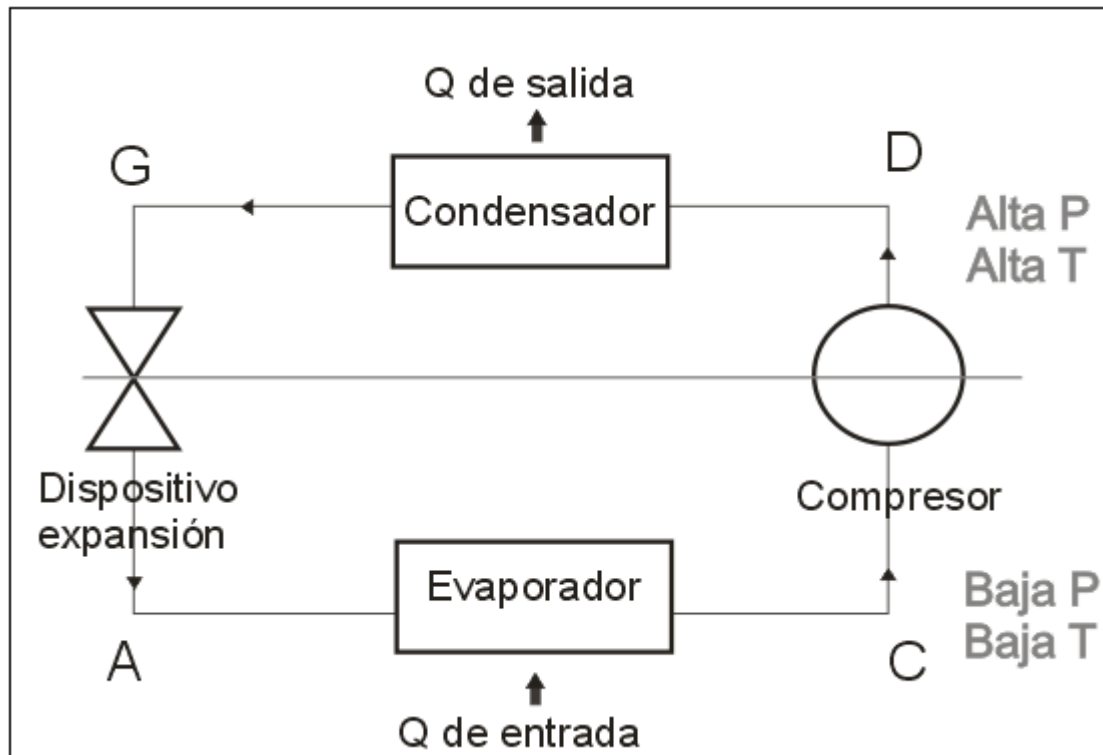 Q de salida
G
D
Condensador
Alta P
Alta T
Dispositivo
expansión
Compresor
Evaporador
Baja P
Baja T
A
C
Q de entrada